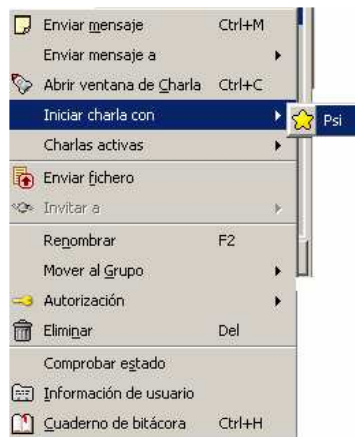 Enviar mensaje Ctrl+M
Enviar mensaje a
Abrir ventana de Charla Ctrl+C
Iniciar charla con Psi
Charlas activas
Enviar fichero
Invitar a
Renombrar F2
Mover al Grupo
Autorización
Eliminar Del
Comprobar estado
Información de usuario
Cuaderno de bitácora Ctrl+H